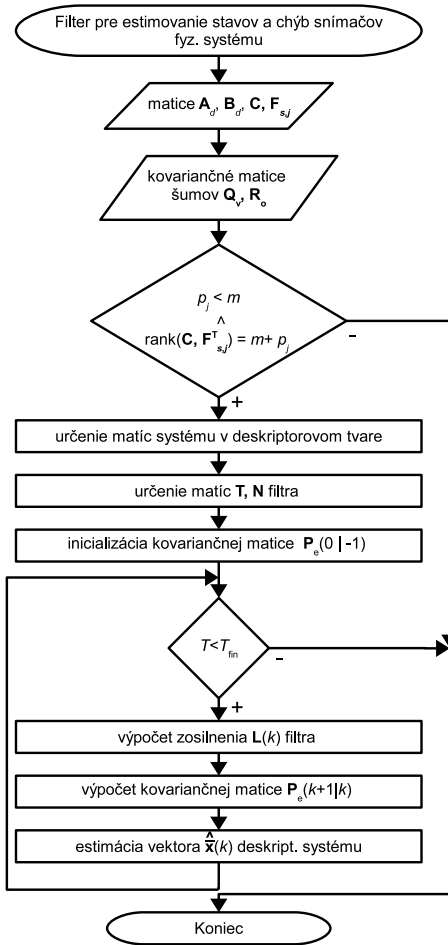 Filter pre estimovanie stavov a chýb snímačov
fyz. systému
matice A_d, B_d, C, F_s,j
kovariančné matice
šumov Q_v, R_o
p_j < m
^
rank(C, F^T_s,j) = m+ p_j
-
+
určenie matíc systému v deskriptorovom tvare
určenie matíc T, N filtra
inicializácia kovariančnej matice P_e(0 | -1)
T<T_fin
-
+
výpočet zosilnenia L(k) filtra
výpočet kovariančnej matice P_e(k+1|k)
estimácia vektora x̂̄(k) deskript. systému
Koniec